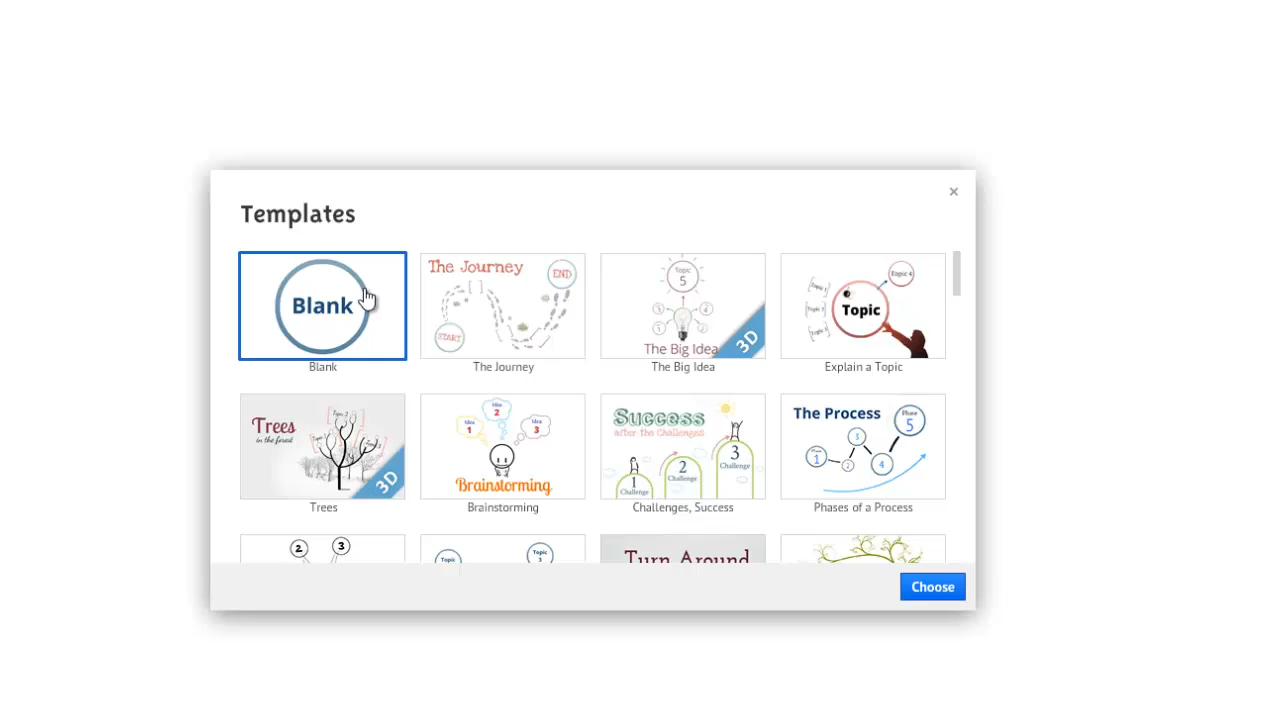 ×
Templates
Blank
Blank
The Journey
START
END
The Journey
Topic
5
The Big Idea
3D
The Big Idea
Topic
Topic 4
Explain a Topic
Trees
in the forest
3D
Trees
Idea
1
Idea
2
Idea
3
Brainstorming
Brainstorming
Success
after the Challenges
1
Challenge
2
Challenge
3
Challenge
Challenges, Success
The Process
1
2
3
4
Phase
5
Phases of a Process
2
3
Topic
Topic
Turn Around
Choose